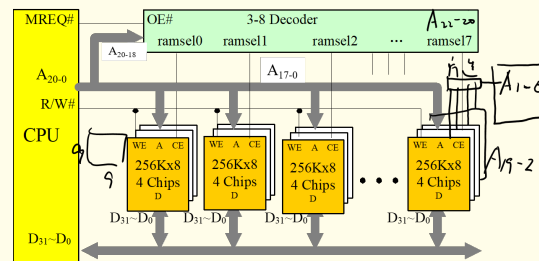 MREQ#
OE# 3-8 Decoder A22-20
ramsel0 ramsel1 ramsel2 ... ramsel7
A20-18
A17-0
A20-0
A1-0
R/W#
CPU
WE A CE WE A CE WE A CE WE A CE
256Kx8 256Kx8 256Kx8 256Kx8
4 Chips 4 Chips 4 Chips 4 Chips
D D D D
9
9
A19-2
D31~D0 D31~D0 D31~D0 D31~D0
D31~D0